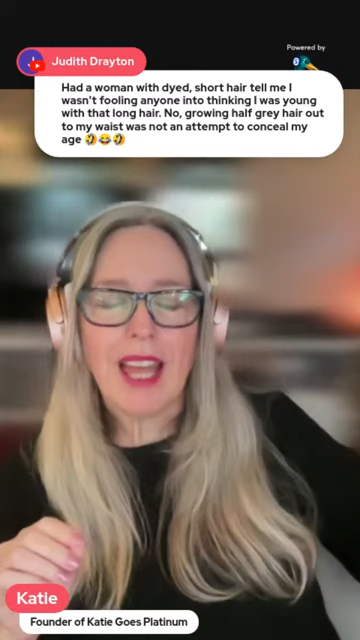 Powered by
Judith Drayton
Had a woman with dyed, short hair tell me I
wasn't fooling anyone into thinking I was young
with that long hair. No, growing half grey hair out
to my waist was not an attempt to conceal my
age 🤣😂🤣
Katie
Founder of Katie Goes Platinum